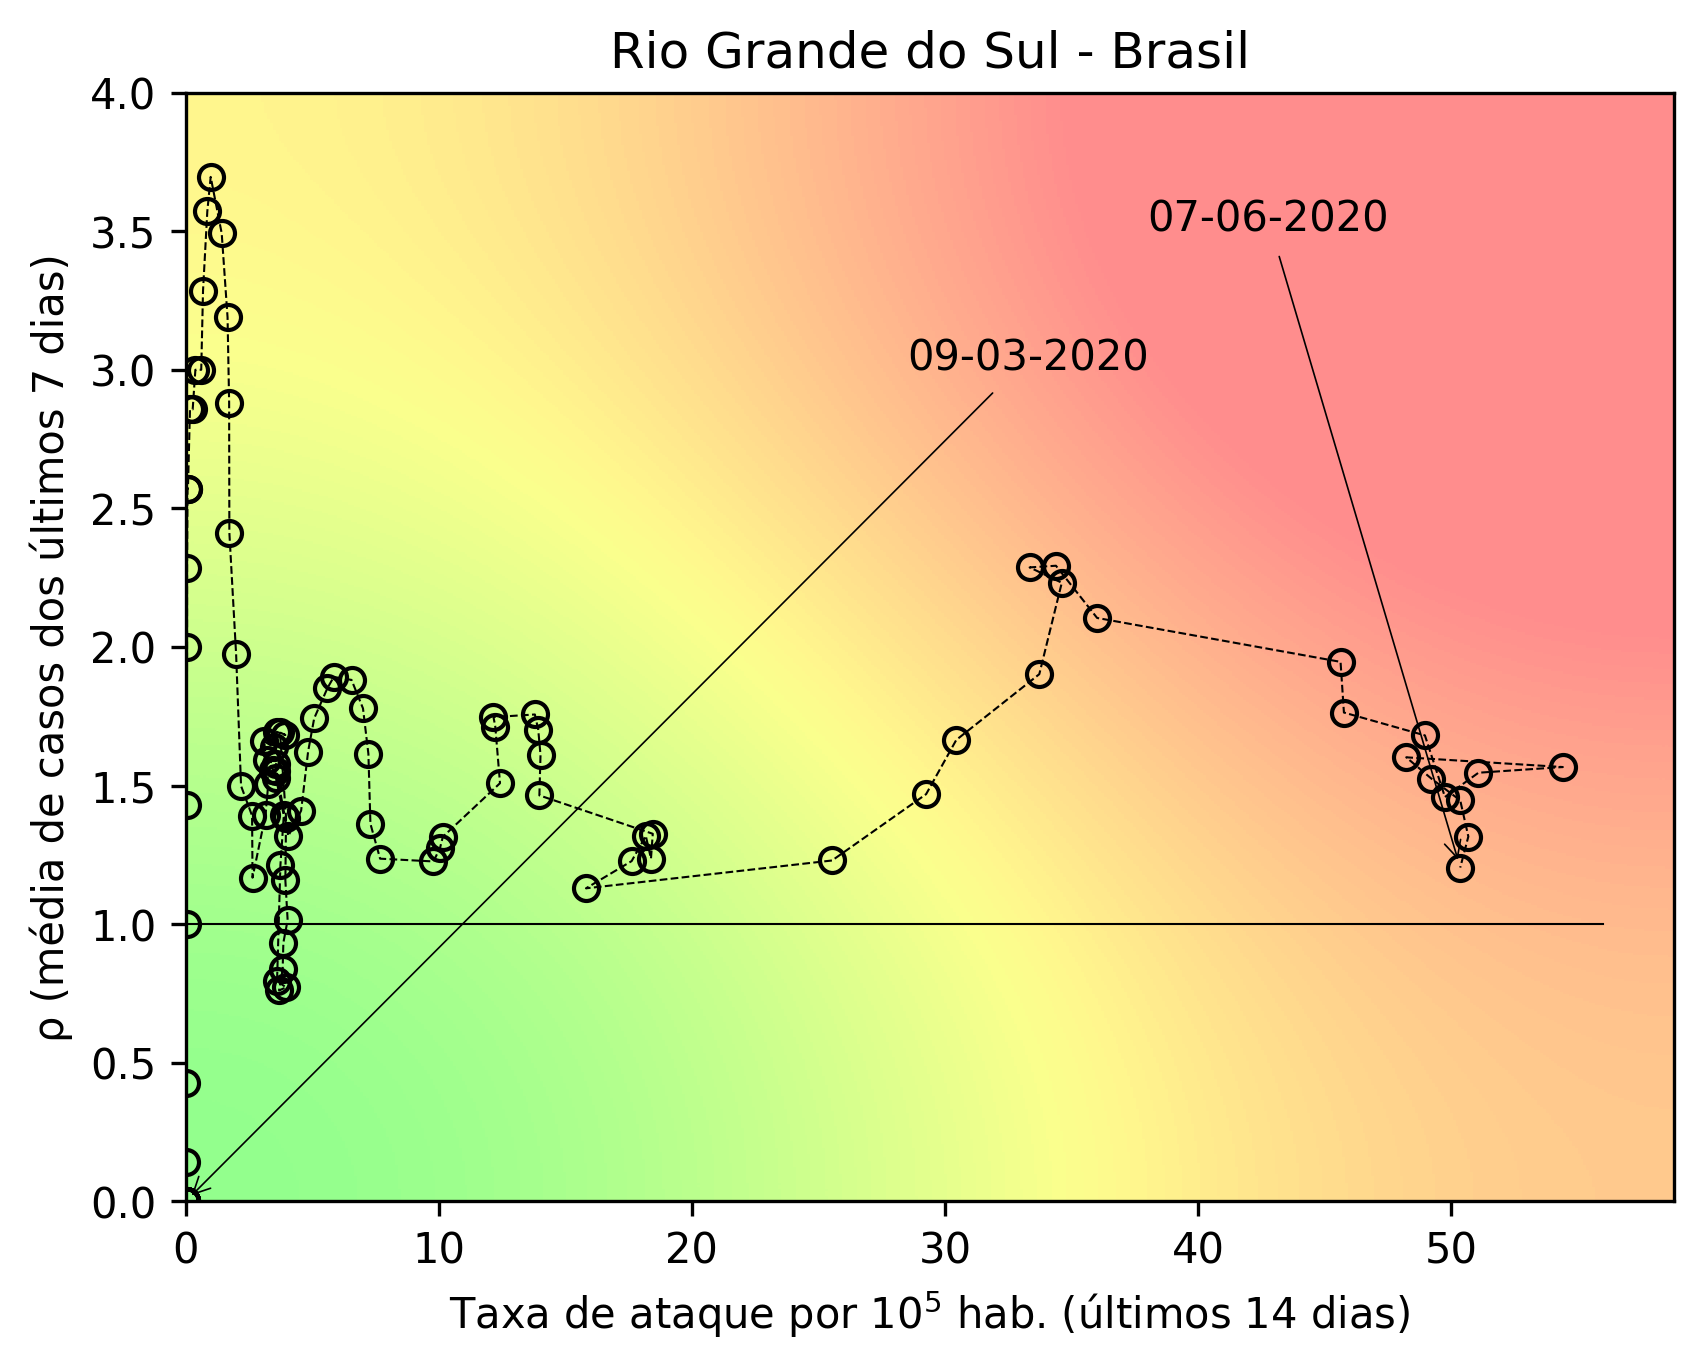 Rio Grande do Sul - Brasil
4.0
3.5
3.0
2.5
2.0
1.5
1.0
0.5
0.0
ρ (média de casos dos últimos 7 dias)
07-06-2020
09-03-2020
0 10 20 30 40 50
Taxa de ataque por 10⁵ hab. (últimos 14 dias)